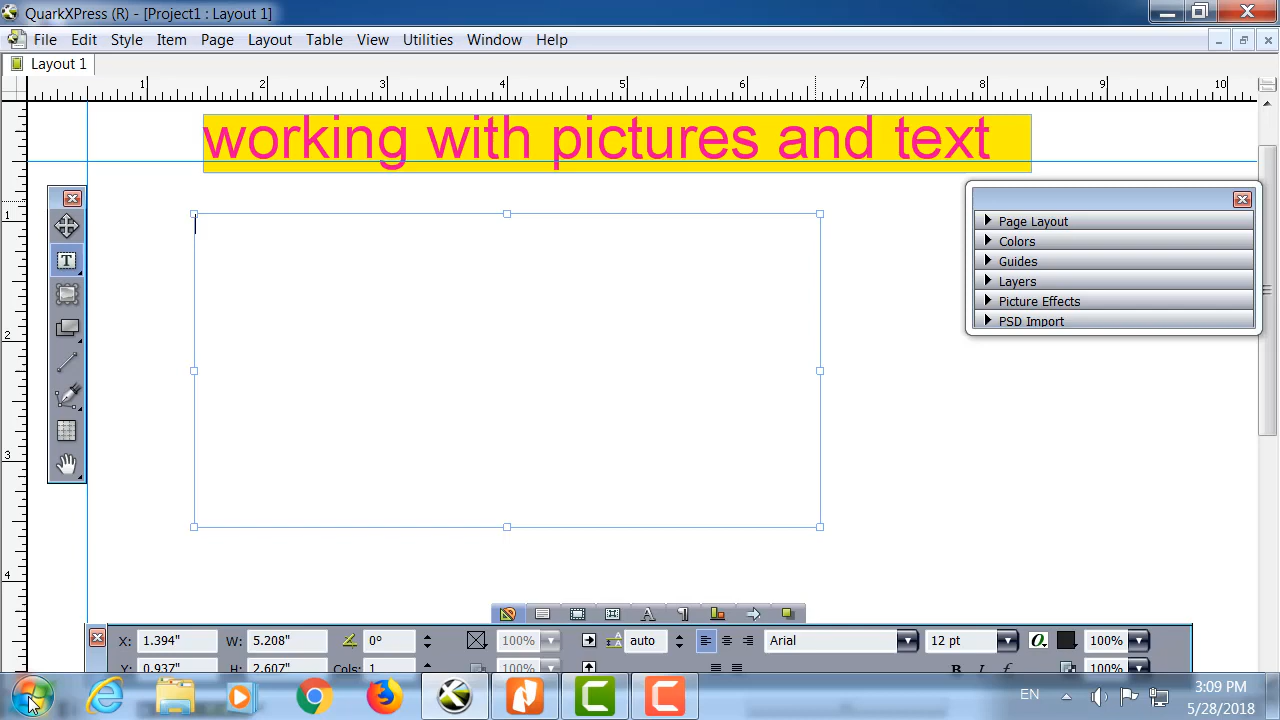 QuarkXPress (R) - [Project1 : Layout 1]
File Edit Style Item Page Layout Table View Utilities Window Help
Layout 1
1 2 3 4 5 6 7 8 9 10
working with pictures and text
T
Page Layout
Colors
Guides
Layers
Picture Effects
PSD Import
1
2
3
4
X: 1.394" W: 5.208" 0° 100% auto Arial 12 pt 100%
Y: 0.937" H: 2.607" Cols: 1 100% B I f 100%
EN
3:09 PM
5/28/2018